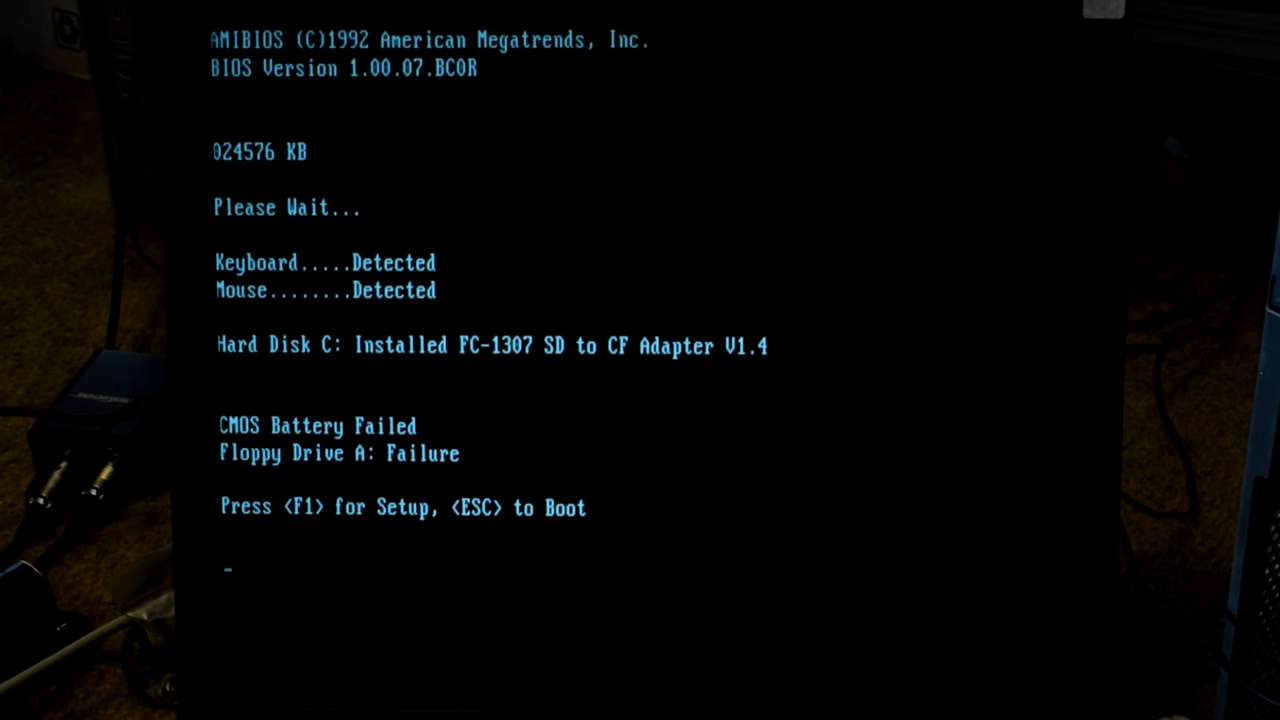 AMIBIOS (C)1992 American Megatrends, Inc.
BIOS Version 1.00.07.BC0R
024576 KB
Please Wait...
Keyboard.....Detected
Mouse........Detected
Hard Disk C: Installed FC-1307 SD to CF Adapter V1.4
CMOS Battery Failed
Floppy Drive A: Failure
Press <F1> for Setup, <ESC> to Boot
_